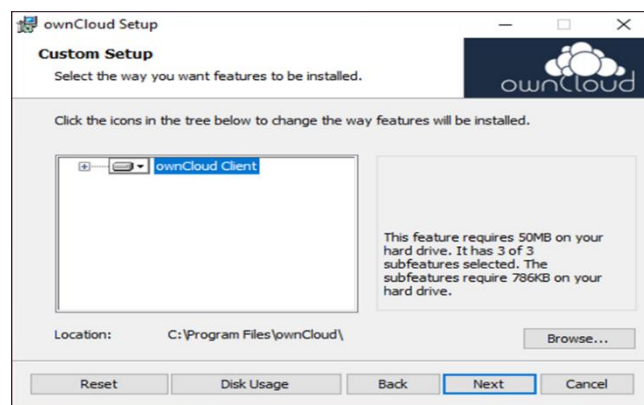 ownCloud Setup
Custom Setup
Select the way you want features to be installed.
ownCloud
Click the icons in the tree below to change the way features will be installed.
ownCloud Client
This feature requires 50MB on your
hard drive. It has 3 of 3
subfeatures selected. The
subfeatures require 786KB on your
hard drive.
Location: C:\Program Files\ownCloud\
Browse...
Reset Disk Usage Back Next Cancel